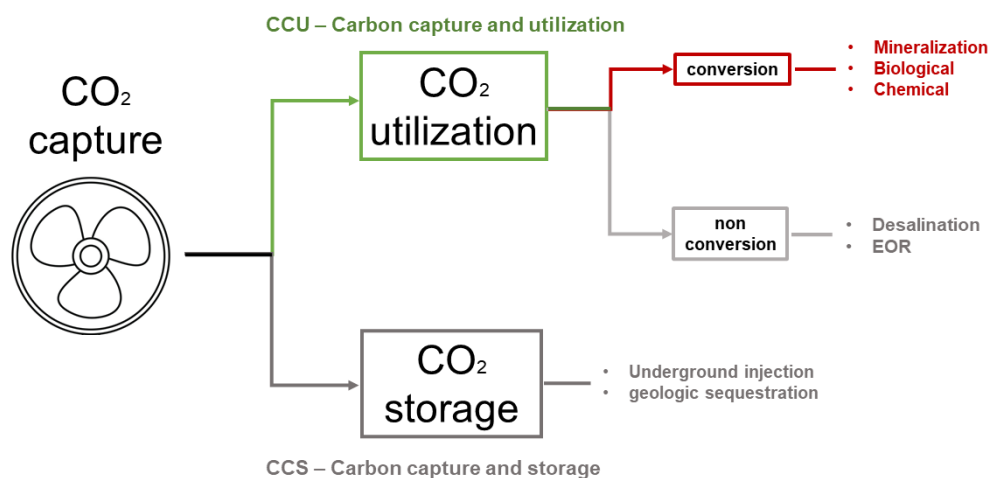 CCU – Carbon capture and utilization
CO₂
capture
CO₂
utilization
conversion
• Mineralization
• Biological
• Chemical
non
conversion
• Desalination
• EOR
CO₂
storage
• Underground injection
• geologic sequestration
CCS – Carbon capture and storage